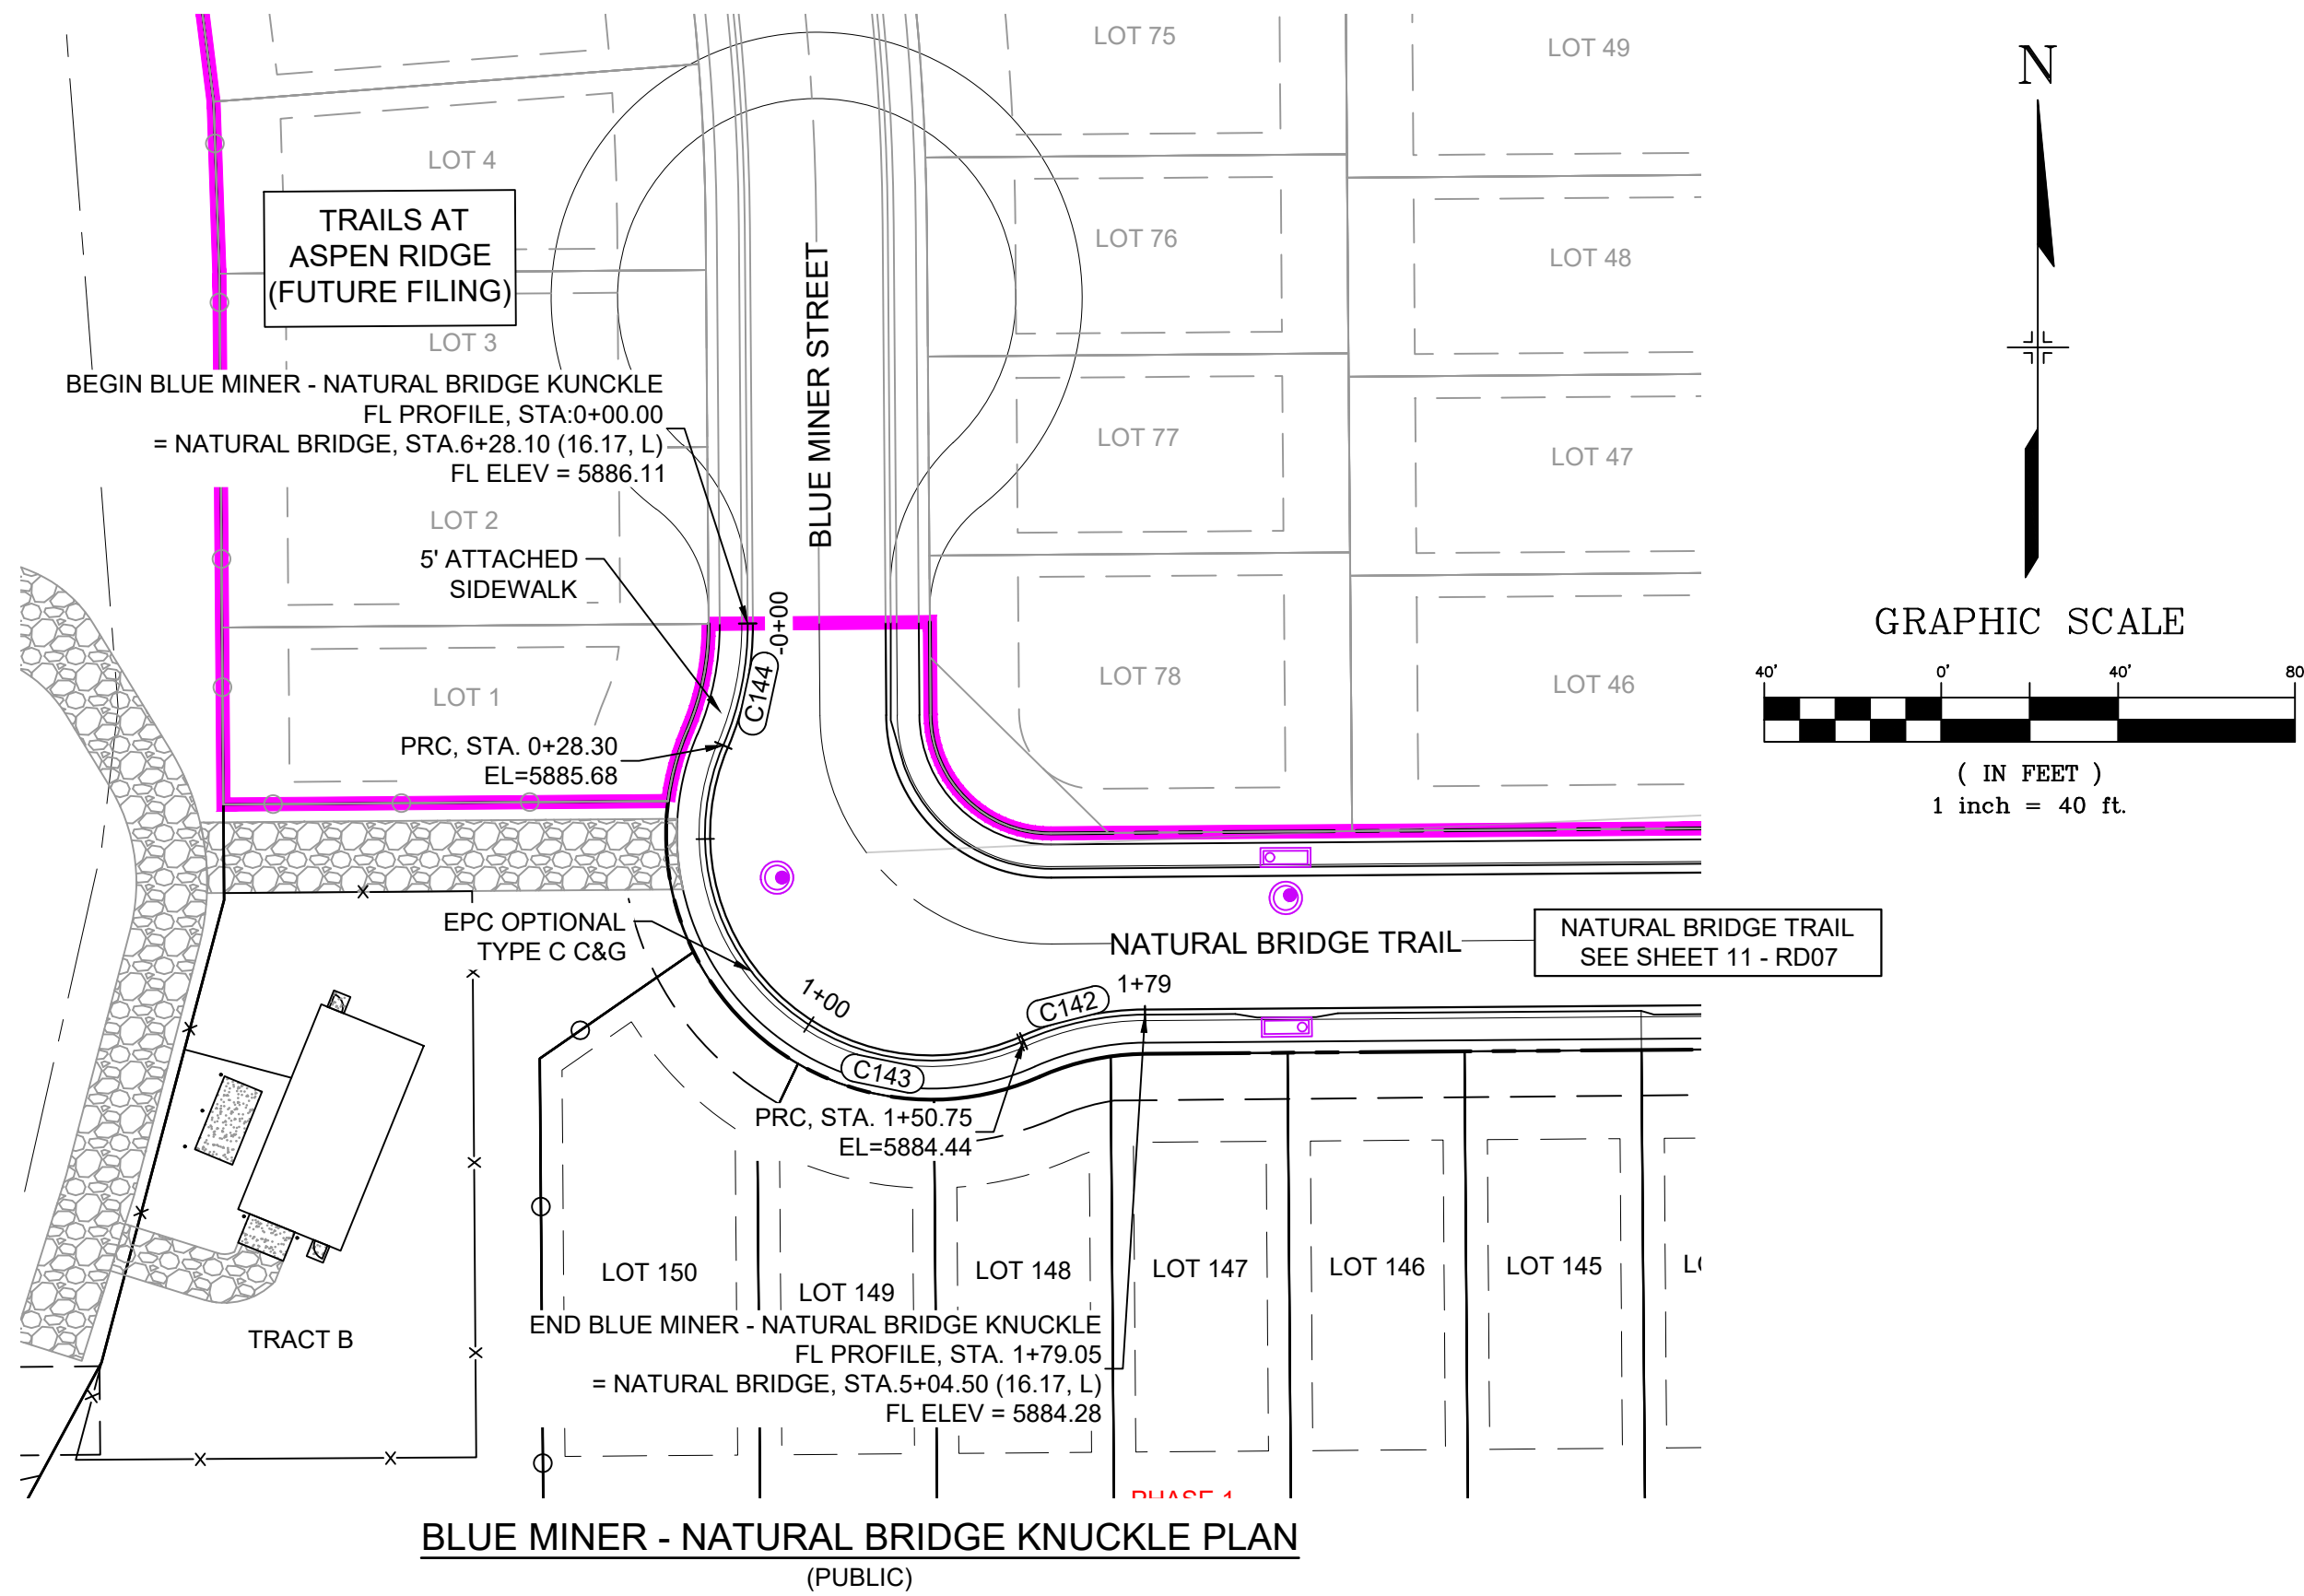 LOT 75
LOT 49
N
LOT 4
TRAILS AT
ASPEN RIDGE
(FUTURE FILING)
LOT 76
LOT 48
BLUE MINER STREET
LOT 3
BEGIN BLUE MINER - NATURAL BRIDGE KUNCKLE
FL PROFILE, STA:0+00.00
= NATURAL BRIDGE, STA.6+28.10 (16.17, L)
FL ELEV = 5886.11
LOT 77
LOT 47
LOT 2
5' ATTACHED
SIDEWALK
-0+00
C144
LOT 1
LOT 78
LOT 46
GRAPHIC SCALE
40' 0' 40' 80
( IN FEET )
1 inch = 40 ft.
PRC, STA. 0+28.30
EL=5885.68
EPC OPTIONAL
TYPE C C&G
NATURAL BRIDGE TRAIL
NATURAL BRIDGE TRAIL
SEE SHEET 11 - RD07
1+00
C142
1+79
C143
PRC, STA. 1+50.75
EL=5884.44
LOT 150
LOT 149
LOT 148
LOT 147
LOT 146
LOT 145
TRACT B
END BLUE MINER - NATURAL BRIDGE KNUCKLE
FL PROFILE, STA. 1+79.05
= NATURAL BRIDGE, STA.5+04.50 (16.17, L)
FL ELEV = 5884.28
PHASE 1
BLUE MINER - NATURAL BRIDGE KNUCKLE PLAN
(PUBLIC)